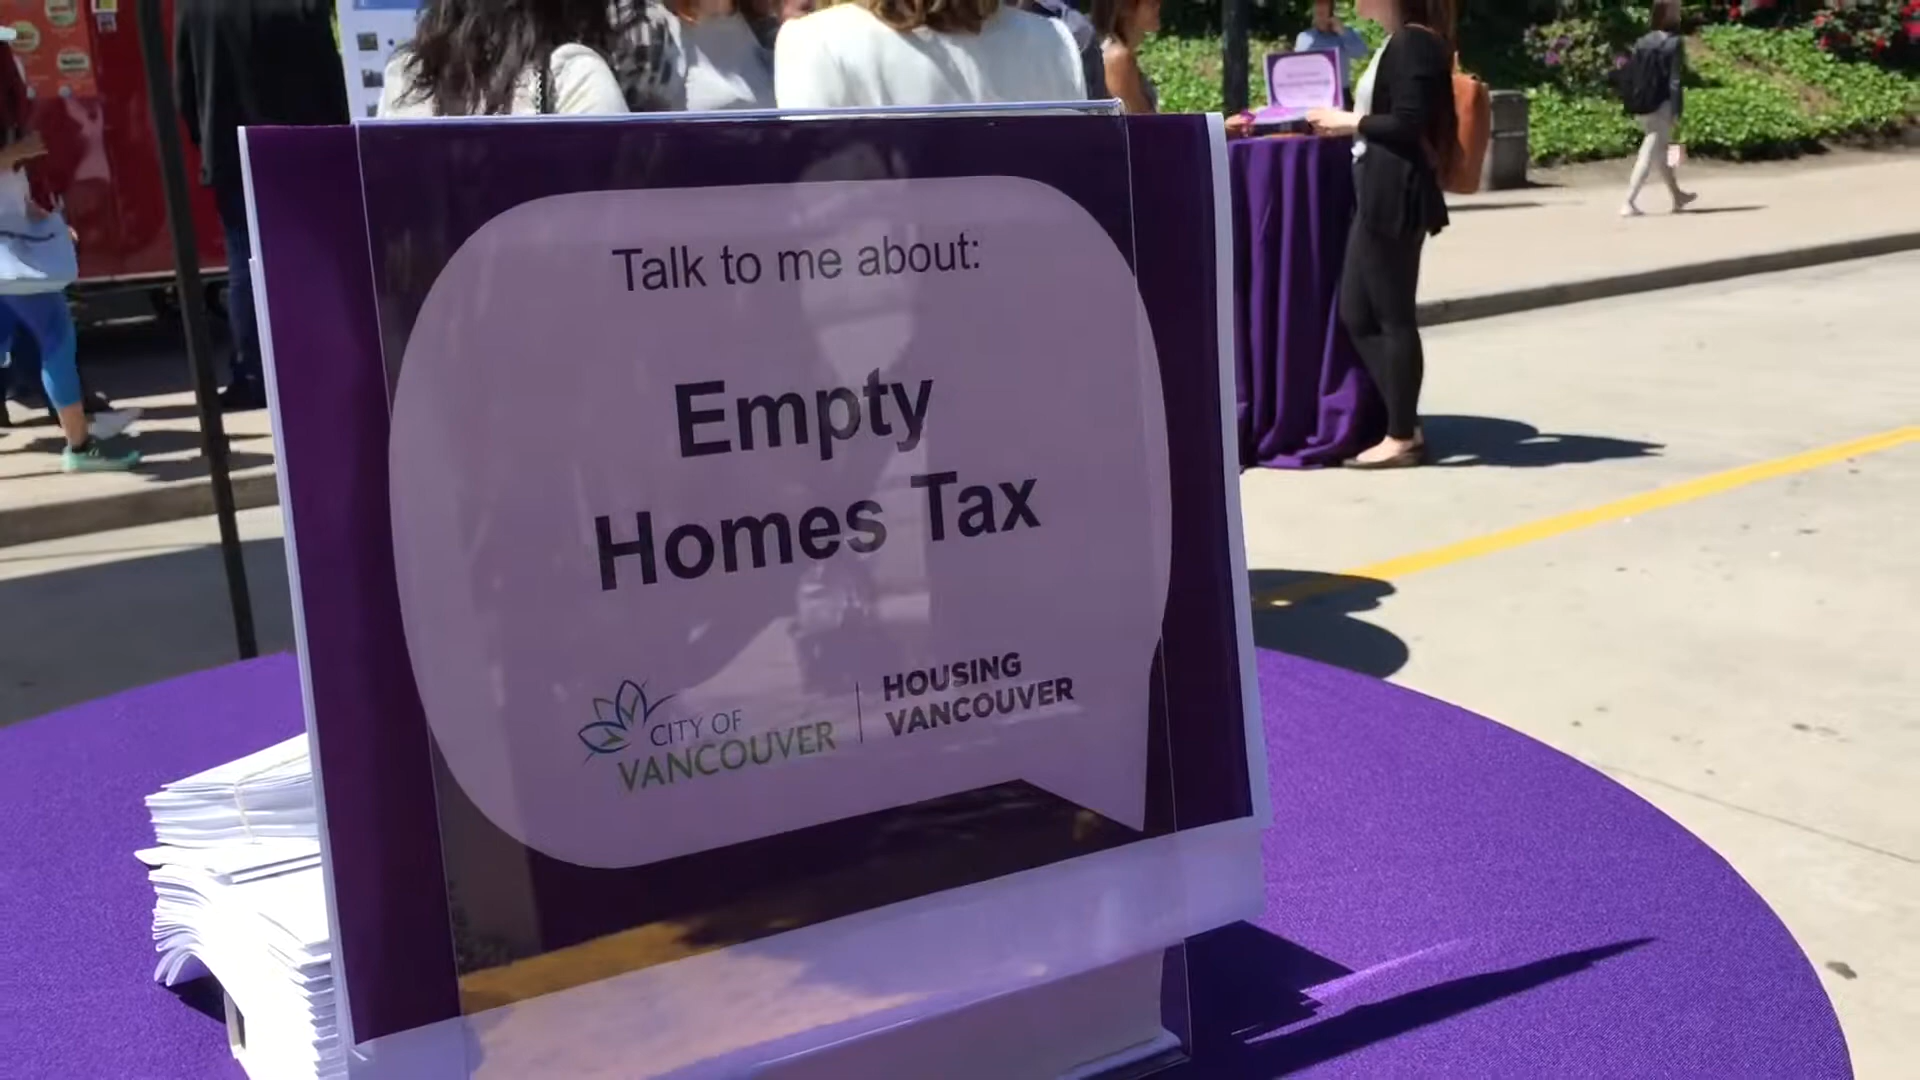 Talk to me about:
Empty
Homes Tax
CITY OF
VANCOUVER
HOUSING
VANCOUVER